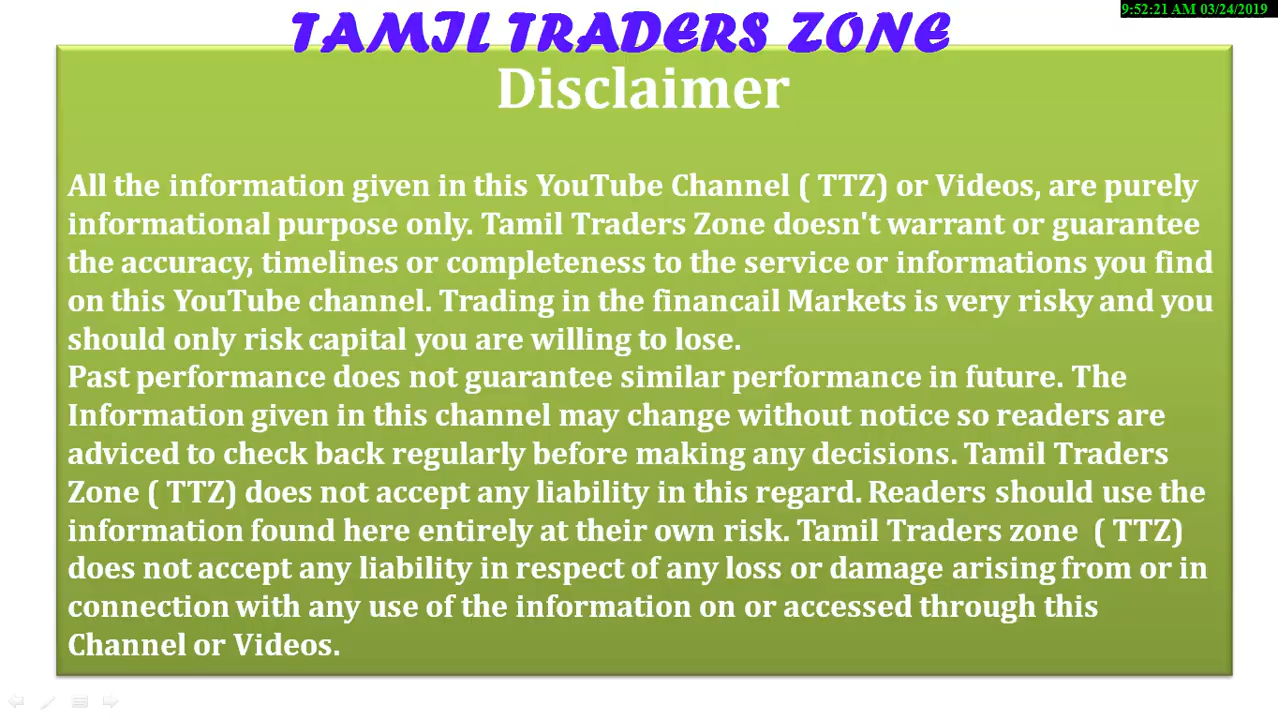 9:52:21 AM 03/24/2019
TAMIL TRADERS ZONE
Disclaimer
All the information given in this YouTube Channel ( TTZ) or Videos, are purely
informational purpose only. Tamil Traders Zone doesn't warrant or guarantee
the accuracy, timelines or completeness to the service or informations you find
on this YouTube channel. Trading in the financail Markets is very risky and you
should only risk capital you are willing to lose.
Past performance does not guarantee similar performance in future. The
Information given in this channel may change without notice so readers are
adviced to check back regularly before making any decisions. Tamil Traders
Zone ( TTZ) does not accept any liability in this regard. Readers should use the
information found here entirely at their own risk. Tamil Traders zone  ( TTZ)
does not accept any liability in respect of any loss or damage arising from or in
connection with any use of the information on or accessed through this
Channel or Videos.